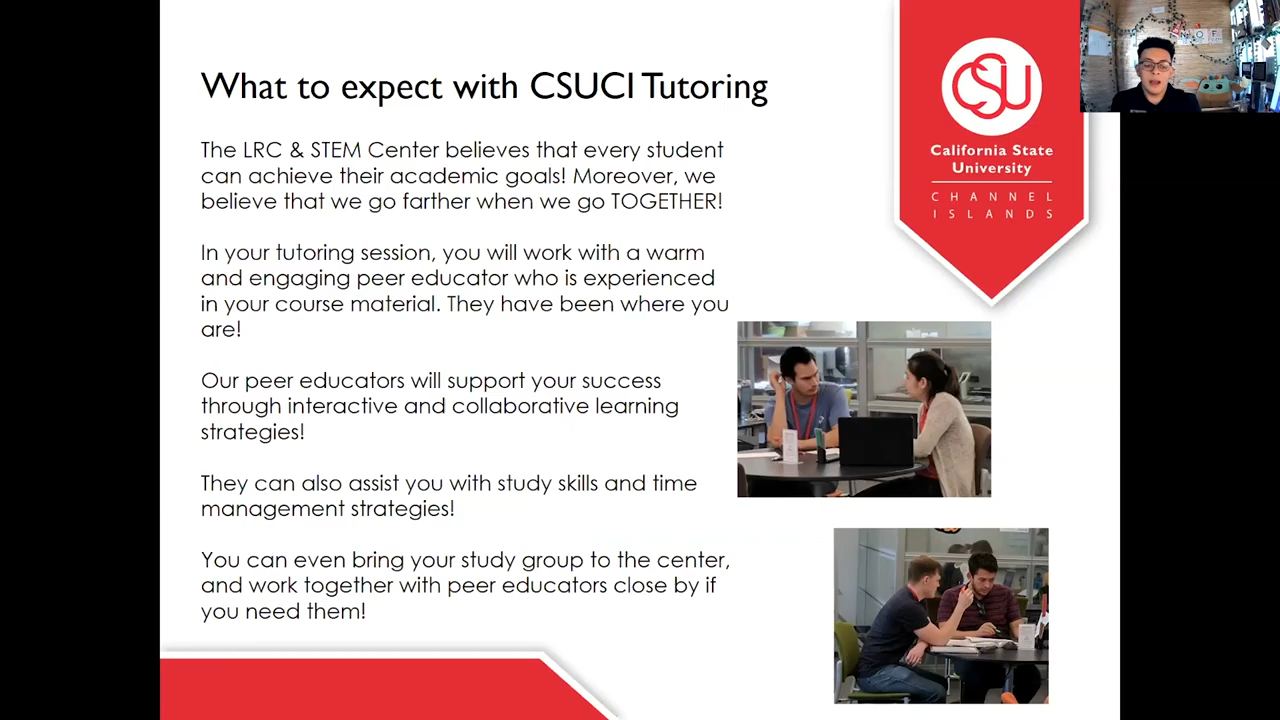 What to expect with CSUCI Tutoring
The LRC & STEM Center believes that every student
can achieve their academic goals! Moreover, we
believe that we go farther when we go TOGETHER!
In your tutoring session, you will work with a warm
and engaging peer educator who is experienced
in your course material. They have been where you
are!
Our peer educators will support your success
through interactive and collaborative learning
strategies!
They can also assist you with study skills and time
management strategies!
You can even bring your study group to the center,
and work together with peer educators close by if
you need them!
CSU
California State
University
CHANNEL
ISLANDS